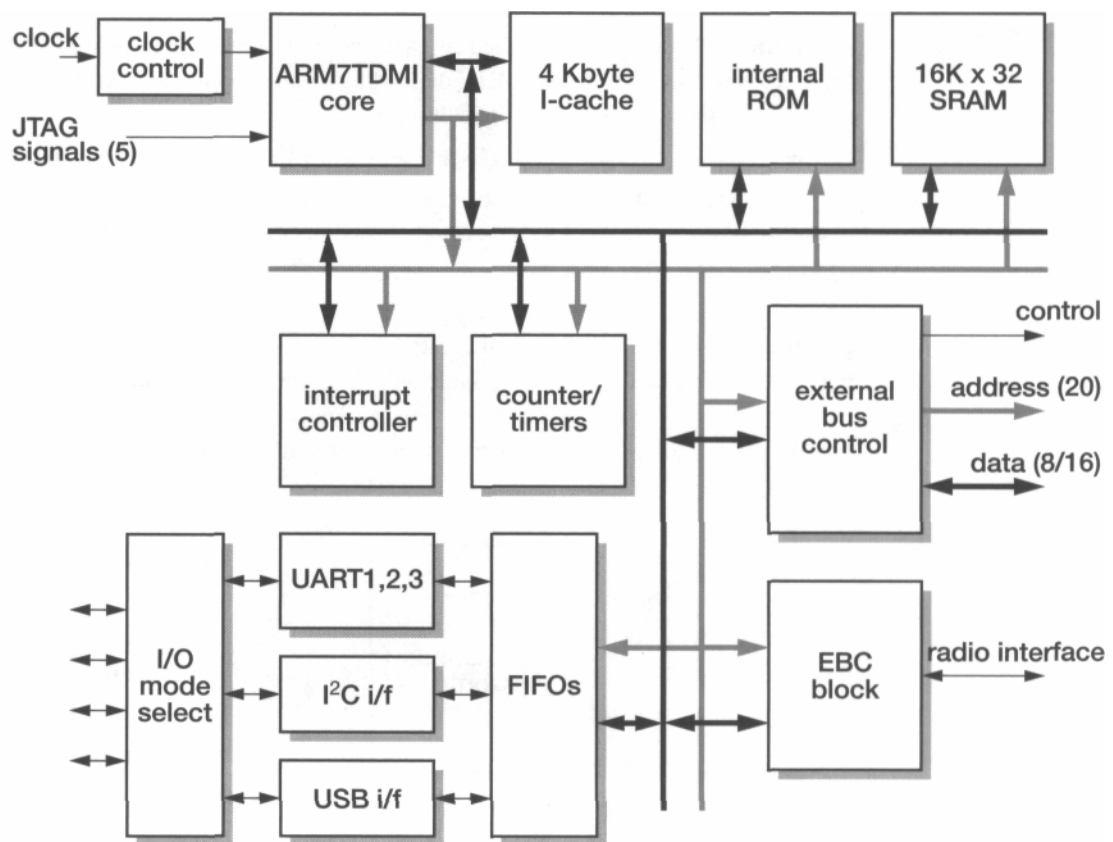 clock
clock
control
JTAG
signals (5)
ARM7TDMI
core
4 Kbyte
I-cache
internal
ROM
16K x 32
SRAM
interrupt
controller
counter/
timers
external
bus
control
control
address (20)
data (8/16)
I/O
mode
select
UART1,2,3
I²C i/f
USB i/f
FIFOs
EBC
block
radio interface